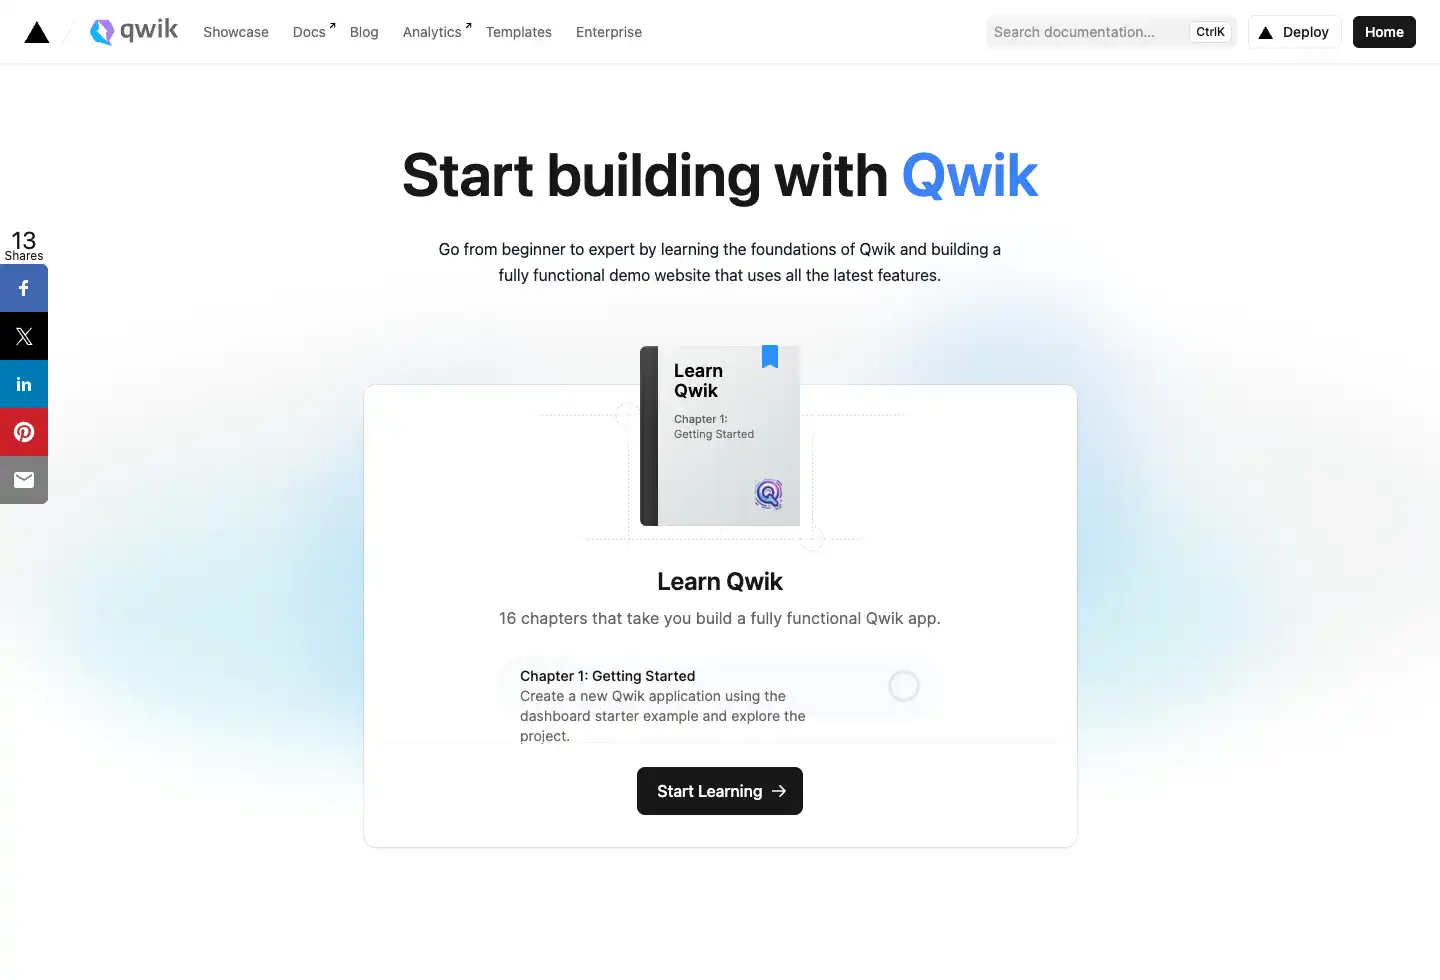 qwik
Showcase
Docs
Blog
Analytics
Templates
Enterprise
Search documentation...
CtrlK
Deploy
Home
Start building with Qwik
Go from beginner to expert by learning the foundations of Qwik and building a
fully functional demo website that uses all the latest features.
13
Shares
Learn
Qwik
Chapter 1:
Getting Started
Learn Qwik
16 chapters that take you build a fully functional Qwik app.
Chapter 1: Getting Started
Create a new Qwik application using the
dashboard starter example and explore the
project.
Start Learning